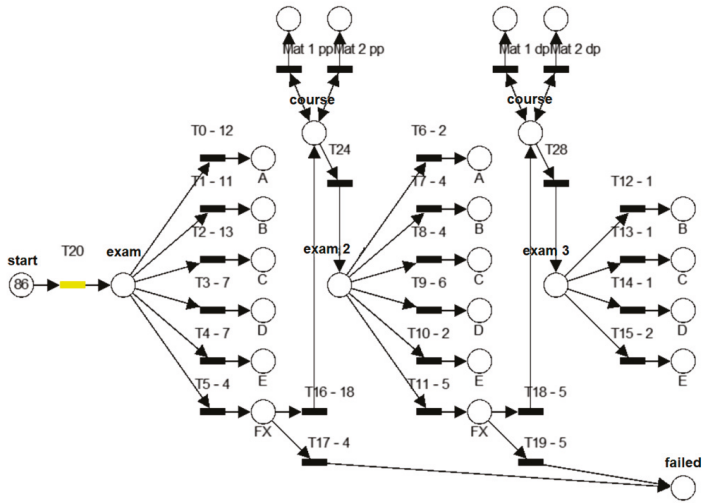 Mat 1 pp Mat 2 pp
Mat 1 dp Mat 2 dp
course
course
T0 - 12
T24
T6 - 2
T28
A
A
T1 - 11
T7 - 4
T12 - 1
B
B
B
T2 - 13
T8 - 4
T13 - 1
start
T20
exam
exam 2
exam 3
86
C
C
C
T3 - 7
T9 - 6
T14 - 1
D
D
D
T4 - 7
T10 - 2
T15 - 2
E
E
E
T5 - 4
T16 - 18
T11 - 5
T18 - 5
FX
FX
T17 - 4
T19 - 5
failed